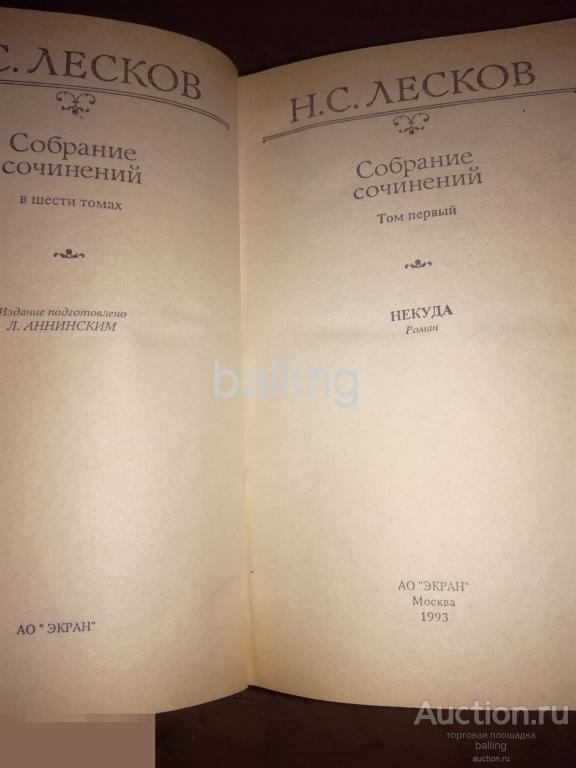 С. ЛЕСКОВ
Собрание
сочинений
в шести томах
Издание подготовлено
Л. АННИНСКИМ
АО " ЭКРАН"
Н.С. ЛЕСКОВ
Собрание
сочинений
Том первый
НЕКУДА
Роман
АО "ЭКРАН"
Москва
1993
balling
Auction.ru
торговая площадка
balling
auction.ru